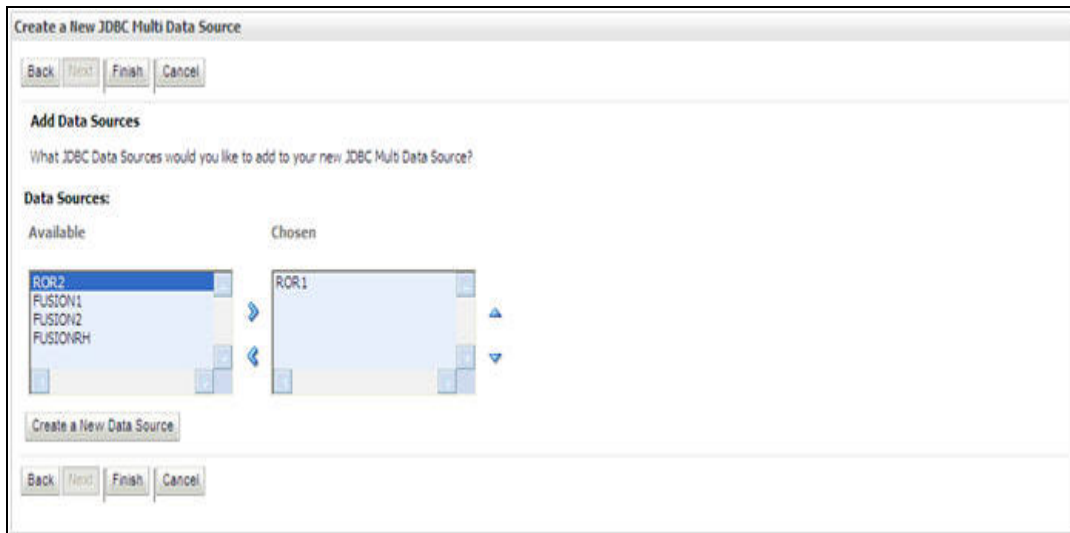 Create a New JDBC Multi Data Source
Back Next Finish Cancel
Add Data Sources
What JDBC Data Sources would you like to add to your new JDBC Multi Data Source?
Data Sources:
Available Chosen
ROR2 ROR1
FUSION1
FUSION2
FUSIONRH
Create a New Data Source
Back Next Finish Cancel